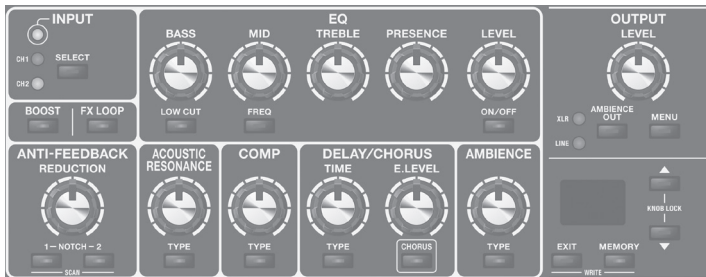 INPUT
CH1
CH2
SELECT
BOOST
FX LOOP
EQ
BASS
MID
TREBLE
PRESENCE
LEVEL
LOW CUT
FREQ
ON/OFF
OUTPUT
LEVEL
XLR
LINE
AMBIENCE
OUT
MENU
ANTI-FEEDBACK
REDUCTION
1 – NOTCH – 2
SCAN
ACOUSTIC
RESONANCE
TYPE
COMP
TYPE
DELAY/CHORUS
TIME
E.LEVEL
TYPE
CHORUS
AMBIENCE
TYPE
KNOB LOCK
EXIT
MEMORY
WRITE